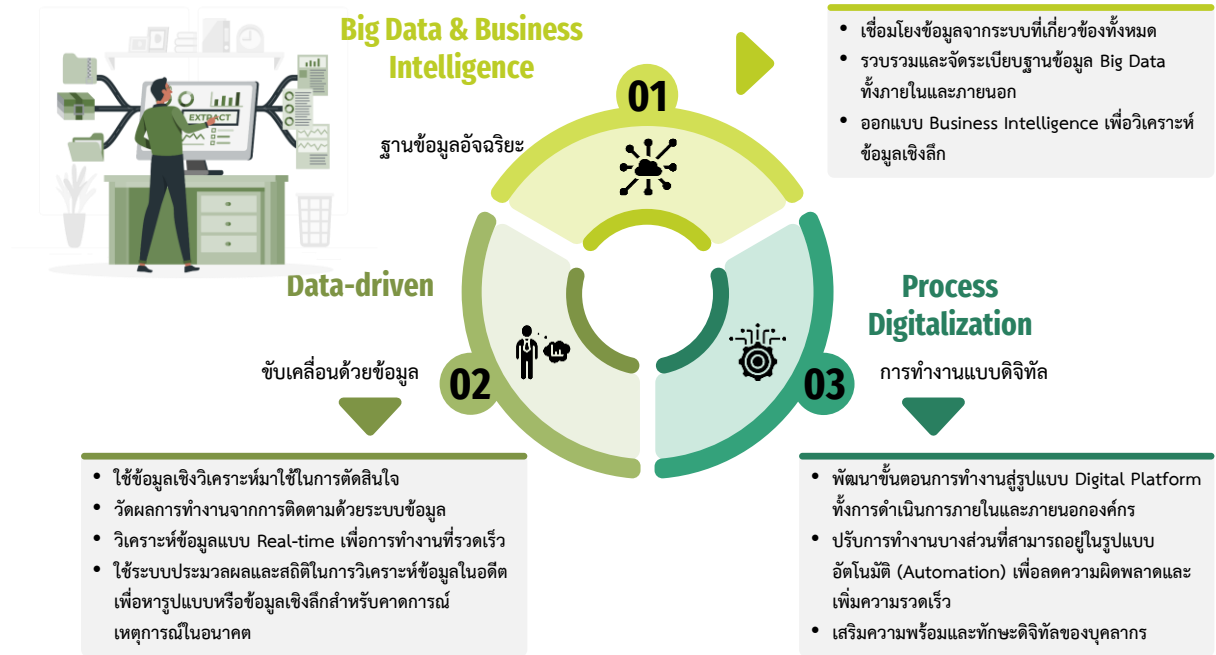 Big Data & Business
Intelligence
ฐานข้อมูลอัจฉริยะ
EXTRACT
01
• เชื่อมโยงข้อมูลจากระบบที่เกี่ยวข้องทั้งหมด
• รวบรวมและจัดระเบียบฐานข้อมูล Big Data
ทั้งภายในและภายนอก
• ออกแบบ Business Intelligence เพื่อวิเคราะห์
ข้อมูลเชิงลึก
Data-driven
ขับเคลื่อนด้วยข้อมูล
02
• ใช้ข้อมูลเชิงวิเคราะห์มาใช้ในการตัดสินใจ
• วัดผลการทำงานจากการติดตามด้วยระบบข้อมูล
• วิเคราะห์ข้อมูลแบบ Real-time เพื่อการทำงานที่รวดเร็ว
• ใช้ระบบประมวลผลและสถิติในการวิเคราะห์ข้อมูลในอดีต
เพื่อหารูปแบบหรือข้อมูลเชิงลึกสำหรับคาดการณ์
เหตุการณ์ในอนาคต
Process
Digitalization
การทำงานแบบดิจิทัล
03
• พัฒนาขั้นตอนการทำงานสู่รูปแบบ Digital Platform
ทั้งการดำเนินการภายในและภายนอกองค์กร
• ปรับการทำงานบางส่วนที่สามารถอยู่ในรูปแบบ
อัตโนมัติ (Automation) เพื่อลดความผิดพลาดและ
เพิ่มความรวดเร็ว
• เสริมความพร้อมและทักษะดิจิทัลของบุคลากร